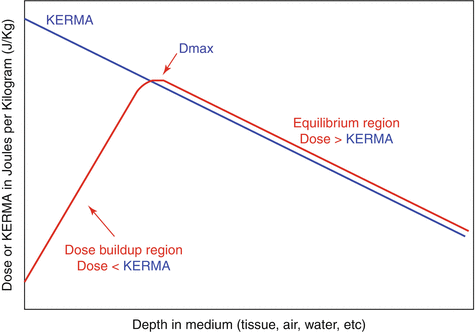 Dose or KERMA in Joules per Kilogram (J/Kg)
KERMA
Dmax
Equilibrium region
Dose > KERMA
Dose buildup region
Dose < KERMA
Depth in medium (tissue, air, water, etc)